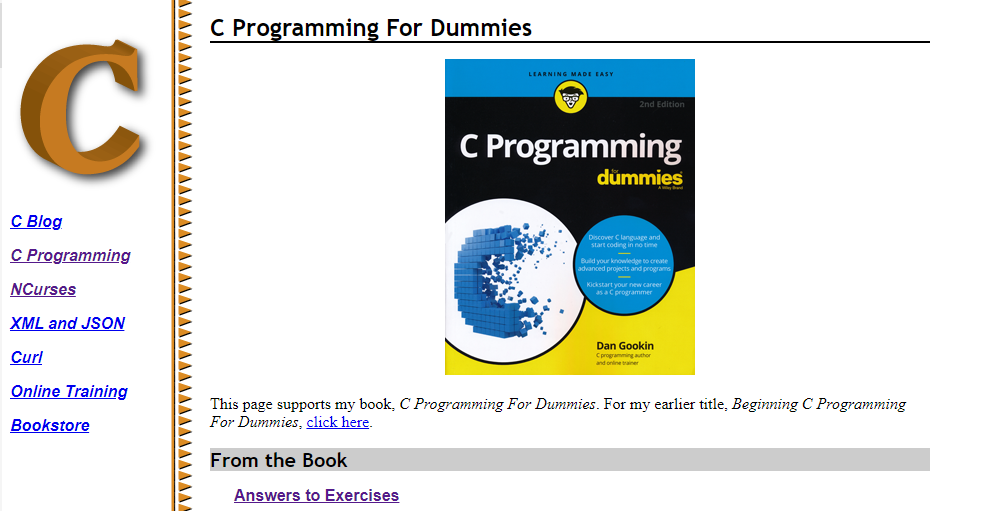 C
C Blog
C Programming
NCurses
XML and JSON
Curl
Online Training
Bookstore
C Programming For Dummies
LEARNING MADE EASY
2nd Edition
C Programming
for
dummies
A Wiley Brand
Discover C language and
start coding in no time
Build your knowledge to create
advanced projects and programs
Kickstart your new career
as a C programmer
Dan Gookin
C programming author
and online trainer
This page supports my book, C Programming For Dummies. For my earlier title, Beginning C Programming
For Dummies, click here.
From the Book
Answers to Exercises